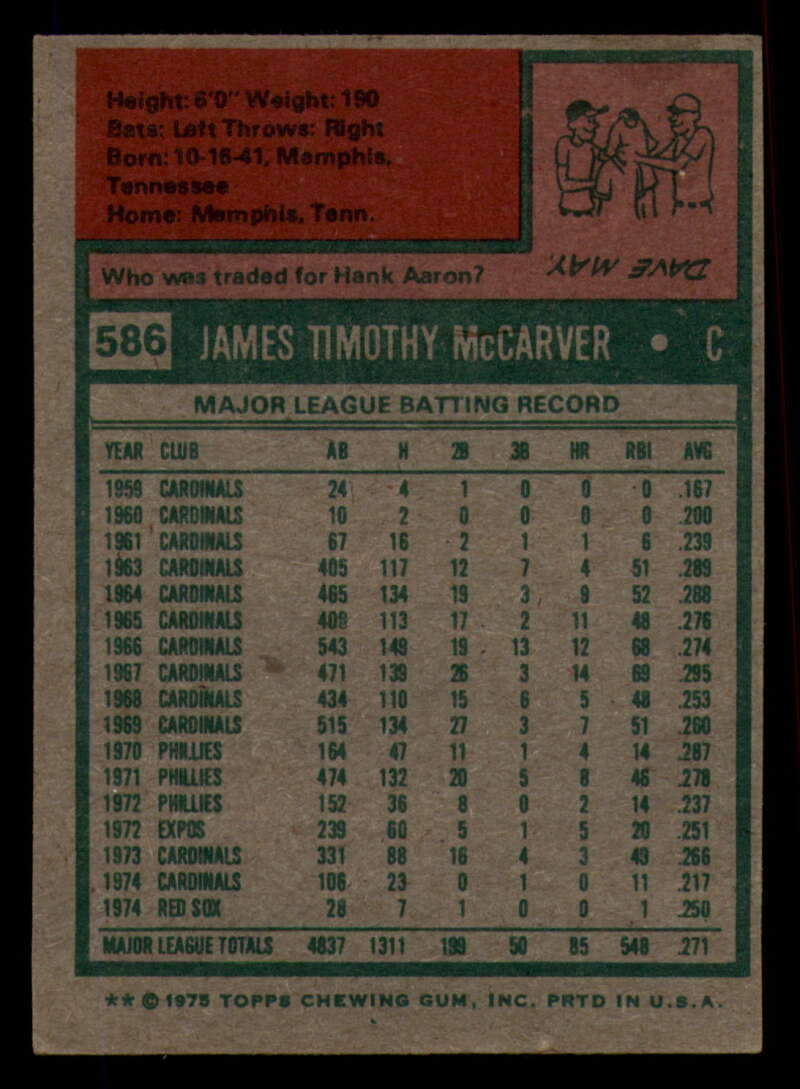 Height: 6'0" Weight: 190
Bats: Left Throws: Right
Born: 10-16-41, Memphis,
Tennessee
Home: Memphis, Tenn.
Who was traded for Hank Aaron?
DAVE MAY.
586 JAMES TIMOTHY McCARVER • C
MAJOR LEAGUE BATTING RECORD
YEAR CLUB AB H 2B 3B HR RBI AVG
1959 CARDINALS 24 4 1 0 0 0 .167
1960 CARDINALS 10 2 0 0 0 0 .200
1961 CARDINALS 67 16 2 1 1 6 .239
1963 CARDINALS 405 117 12 7 4 51 .289
1964 CARDINALS 465 134 19 3 9 52 .288
1965 CARDINALS 409 113 17 2 11 48 .276
1966 CARDINALS 543 149 19 13 12 68 .274
1967 CARDINALS 471 139 26 3 14 69 .295
1968 CARDINALS 434 110 15 6 5 48 .253
1969 CARDINALS 515 134 27 3 7 51 .260
1970 PHILLIES 164 47 11 1 4 14 .287
1971 PHILLIES 474 132 20 5 8 46 .278
1972 PHILLIES 152 36 8 0 2 14 .237
1972 EXPOS 239 60 5 1 5 20 .251
1973 CARDINALS 331 88 16 4 3 49 .266
1974 CARDINALS 106 23 0 1 0 11 .217
1974 RED SOX 28 7 1 0 0 1 .250
MAJOR LEAGUE TOTALS 4837 1311 199 50 85 548 .271
** © 1975 TOPPS CHEWING GUM, INC. PRTD IN U.S.A.